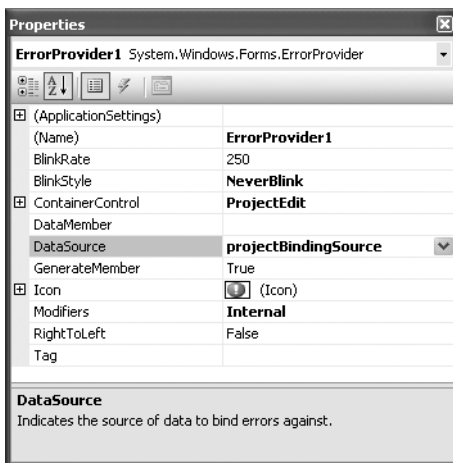 Properties
ErrorProvider1 System.Windows.Forms.ErrorProvider
(ApplicationSettings)
(Name) ErrorProvider1
BlinkRate 250
BlinkStyle NeverBlink
ContainerControl ProjectEdit
DataMember
DataSource projectBindingSource
GenerateMember True
Icon (Icon)
Modifiers Internal
RightToLeft False
Tag
DataSource
Indicates the source of data to bind errors against.